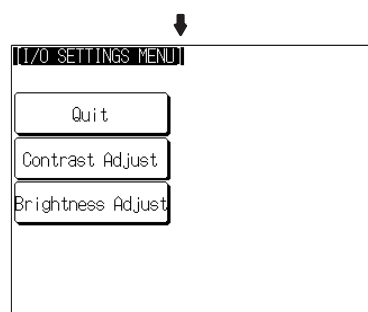 [I/O SETTINGS MENU]
Quit
Contrast Adjust
Brightness Adjust